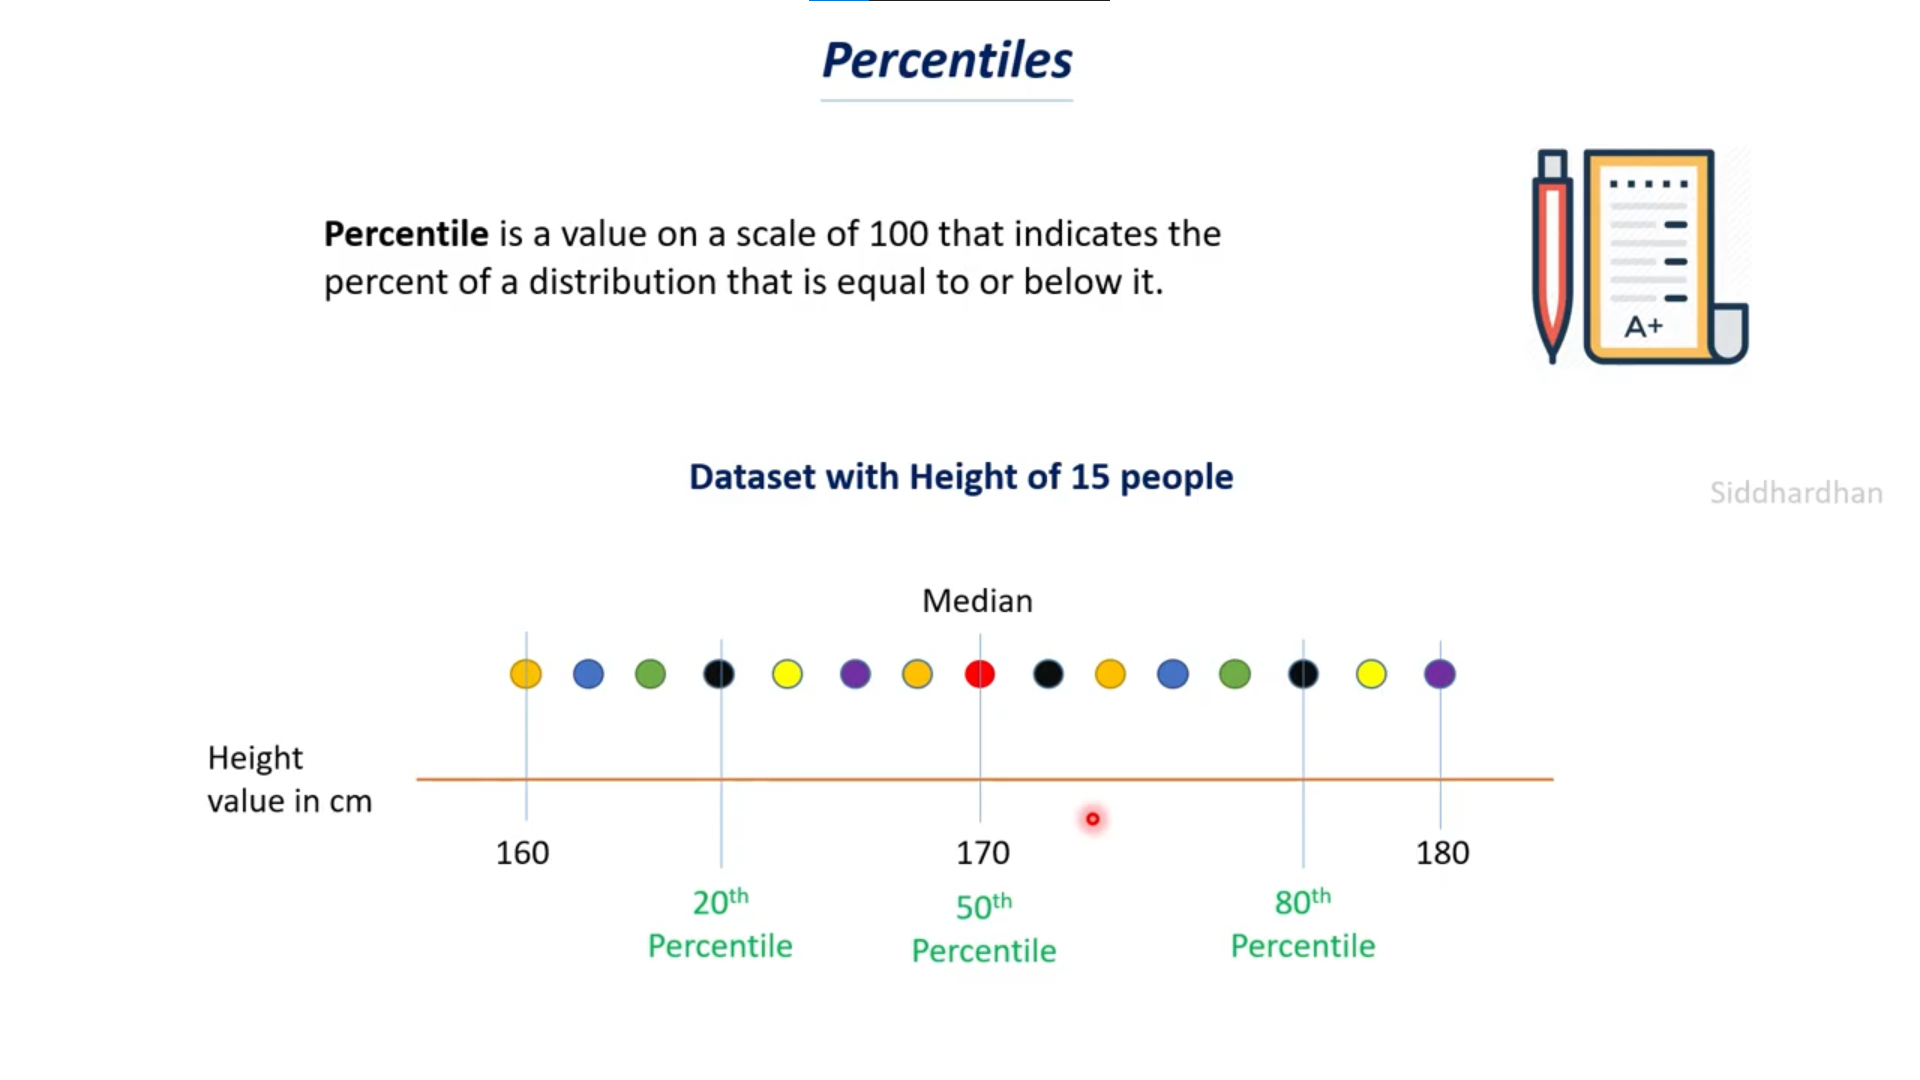 Percentiles
Percentile is a value on a scale of 100 that indicates the
percent of a distribution that is equal to or below it.
A+
Dataset with Height of 15 people
Siddhardhan
Median
Height
value in cm
160
170
180
20th
Percentile
50th
Percentile
80th
Percentile